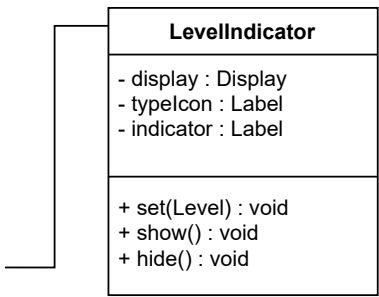 LevelIndicator
- display : Display
- typeIcon : Label
- indicator : Label
+ set(Level) : void
+ show() : void
+ hide() : void